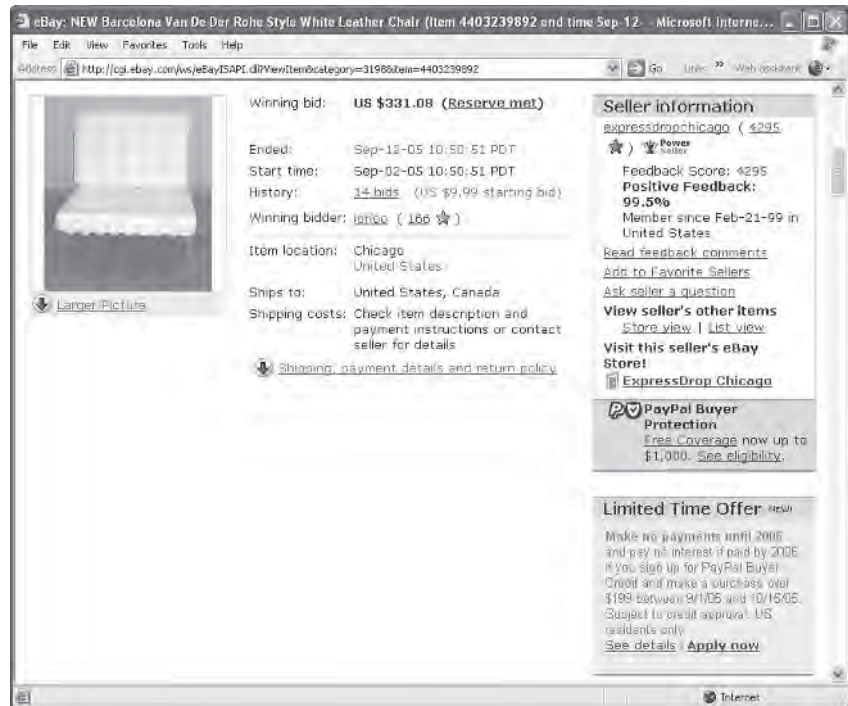 eBay: NEW Barcelona Van De Der Rohe Style White Leather Chair (Item 4403239892 end time Sep-12- - Microsoft Interne...
File Edit View Favorites Tools Help
Address http://cgi.ebay.com/ws/eBayISAPI.dll?ViewItem&category=3198&item=4403239892 Go Links » Web assistant
Winning bid: US $331.08 (Reserve met)
Ended: Sep-12-05 10:50:51 PDT
Start time: Sep-02-05 10:50:51 PDT
History: 14 bids (US $9.99 starting bid)
Winning bidder: ( 166 )
Item location: Chicago
United States
Larger Picture
Ships to: United States, Canada
Shipping costs: Check item description and
payment instructions or contact
seller for details
Shipping, payment details and return policy
Seller information
expressdropchicago ( 4295
) Power
Seller
Feedback Score: 4295
Positive Feedback:
99.5%
Member since Feb-21-99 in
United States
Read feedback comments
Add to Favorite Sellers
Ask seller a question
View seller's other items
Store view | List view
Visit this seller's eBay
Store!
ExpressDrop Chicago
PayPal Buyer
Protection
Free Coverage now up to
$1,000. See eligibility.
Limited Time Offer NEW!
Make no payments until 2006
and pay no interest if paid by 2006
if you sign up for PayPal Buyer
Credit and make a purchase over
$199 between 9/1/05 and 10/15/05.
Subject to credit approval. US
residents only
See details | Apply now
Internet